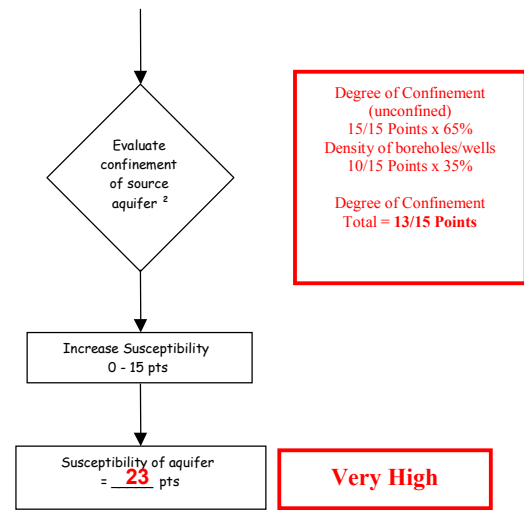 Evaluate
confinement
of source
aquifer ²
Degree of Confinement
(unconfined)
15/15 Points x 65%
Density of boreholes/wells
10/15 Points x 35%
Degree of Confinement
Total = 13/15 Points
Increase Susceptibility
0 - 15 pts
Susceptibility of aquifer
= __23__ pts
Very High